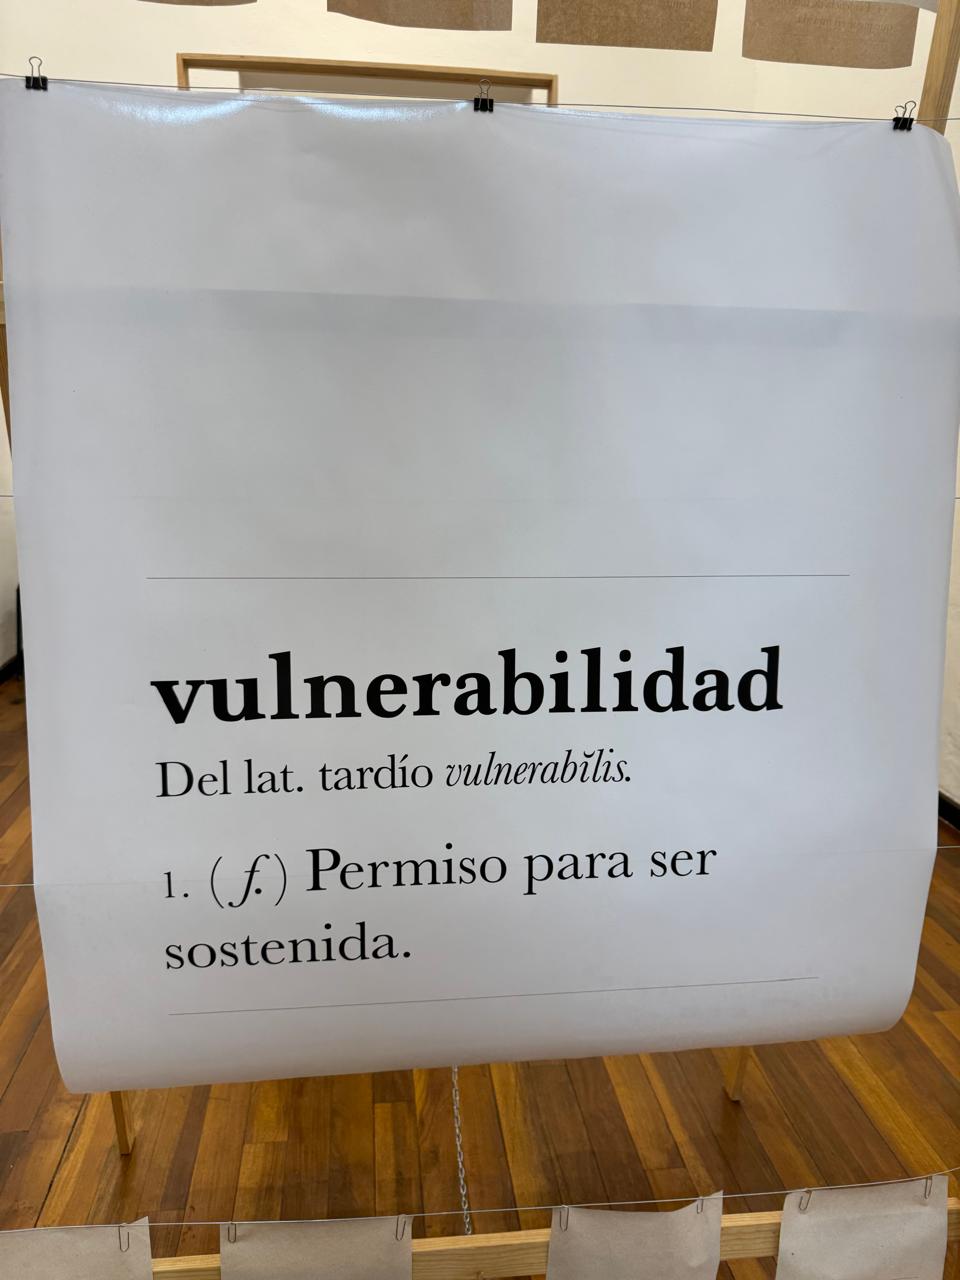 vulnerabilidad
Del lat. tardío vulnerabĭlis.
1. (f.) Permiso para ser
sostenida.